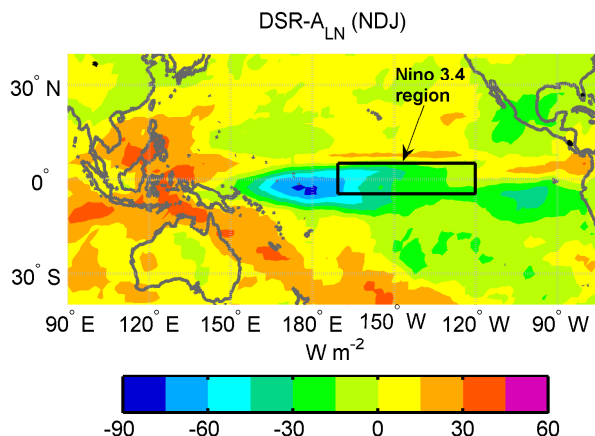 DSR-A_LN (NDJ)
Nino 3.4
region
30° N
0°
30° S
90° E 120° E 150° E 180° E 150° W 120° W 90° W
W m⁻²
-90 -60 -30 0 30 60